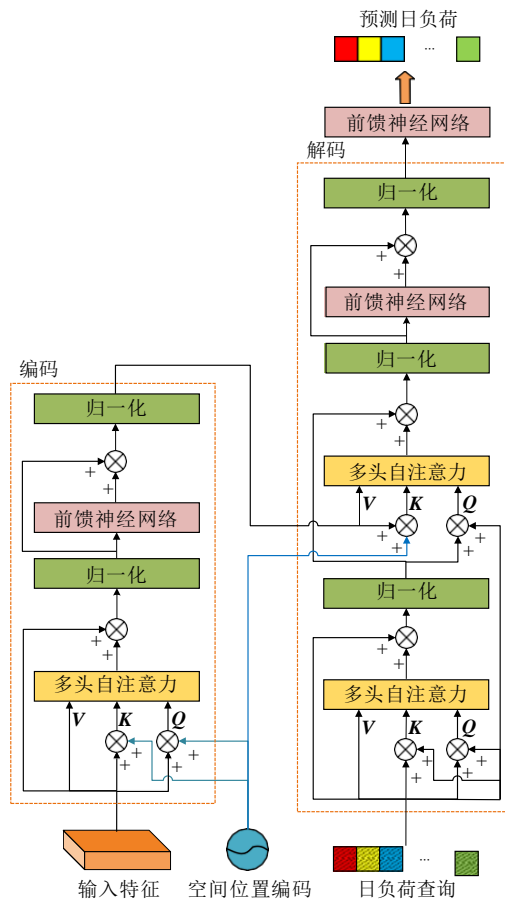 预测日负荷
...
前馈神经网络
解码
归一化
+
+
前馈神经网络
归一化
+
+
多头自注意力
V K Q
+ +
+ +
归一化
+
+
多头自注意力
V K Q
+ +
+ +
...
日负荷查询
编码
归一化
+
+
前馈神经网络
归一化
+
+
多头自注意力
V K Q
+ +
+ +
输入特征
空间位置编码